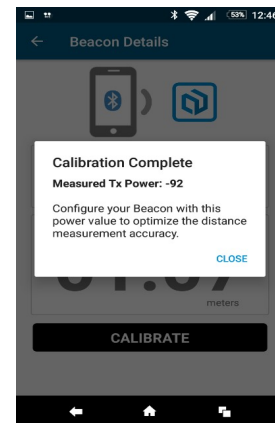 53%
12:46
Beacon Details
Calibration Complete
Measured Tx Power: -92
Configure your Beacon with this
power value to optimize the distance
measurement accuracy.
CLOSE
meters
CALIBRATE